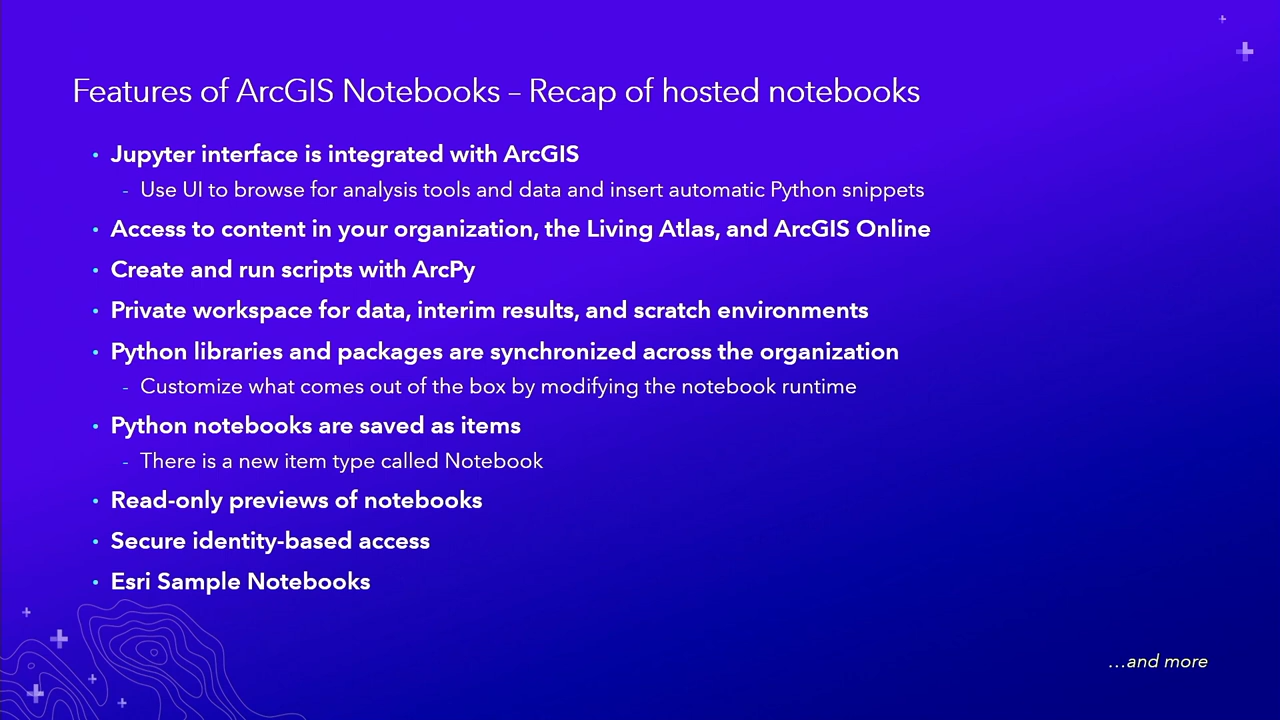 Features of ArcGIS Notebooks – Recap of hosted notebooks
• Jupyter interface is integrated with ArcGIS
- Use UI to browse for analysis tools and data and insert automatic Python snippets
• Access to content in your organization, the Living Atlas, and ArcGIS Online
• Create and run scripts with ArcPy
• Private workspace for data, interim results, and scratch environments
• Python libraries and packages are synchronized across the organization
- Customize what comes out of the box by modifying the notebook runtime
• Python notebooks are saved as items
- There is a new item type called Notebook
• Read-only previews of notebooks
• Secure identity-based access
• Esri Sample Notebooks
…and more